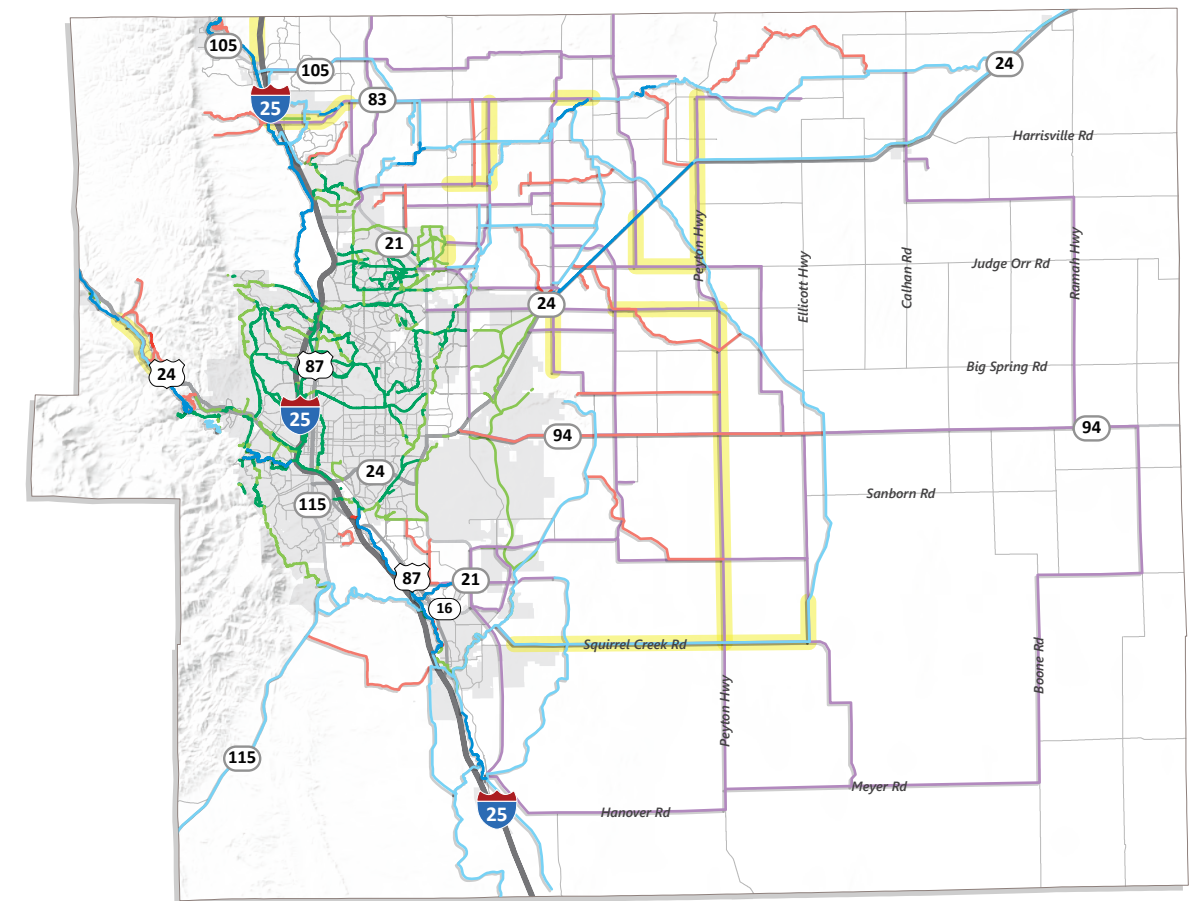 105
105
24
83
25
Harrisville Rd
21
Peyton Hwy
Ellicott Hwy
Calhan Rd
Judge Orr Rd
Ramah Hwy
24
87
24
Big Spring Rd
25
94
94
24
115
Sanborn Rd
87
21
16
Squirrel Creek Rd
Boone Rd
Peyton Hwy
115
Meyer Rd
25
Hanover Rd